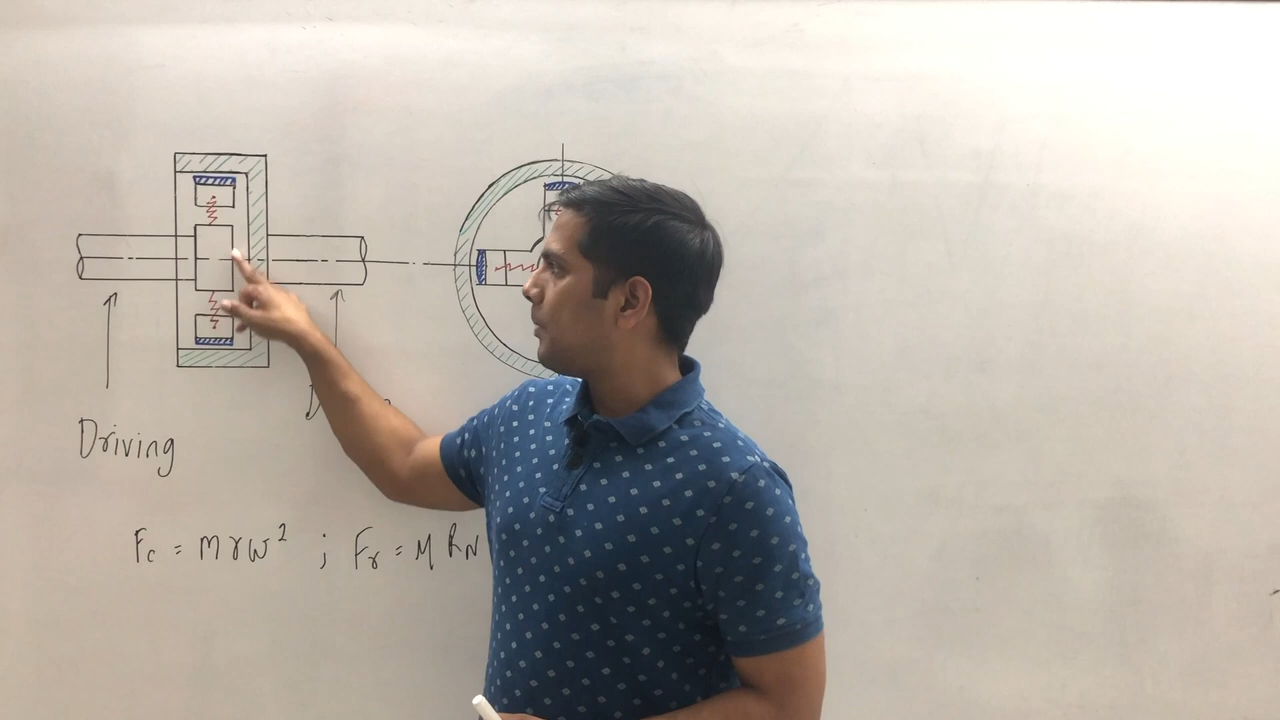 Driving
Fc = mrω² ; Fr = μ RN